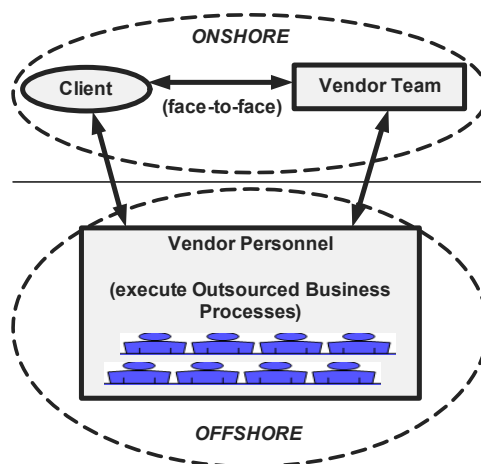 ONSHORE
Client
Vendor Team
(face-to-face)
Vendor Personnel
(execute Outsourced Business
Processes)
OFFSHORE